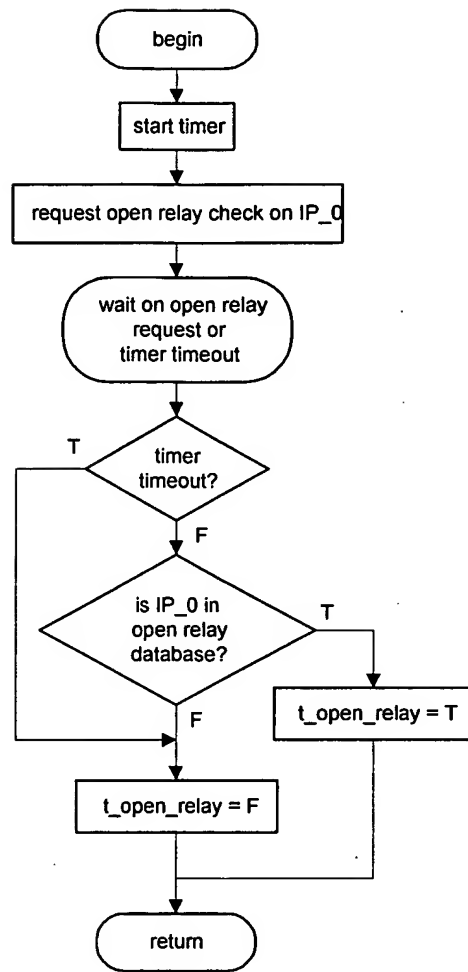 begin
start timer
request open relay check on IP_0
wait on open relay
request or
timer timeout
T
timer
timeout?
F
is IP_0 in
open relay
database?
T
F
t_open_relay = T
t_open_relay = F
return